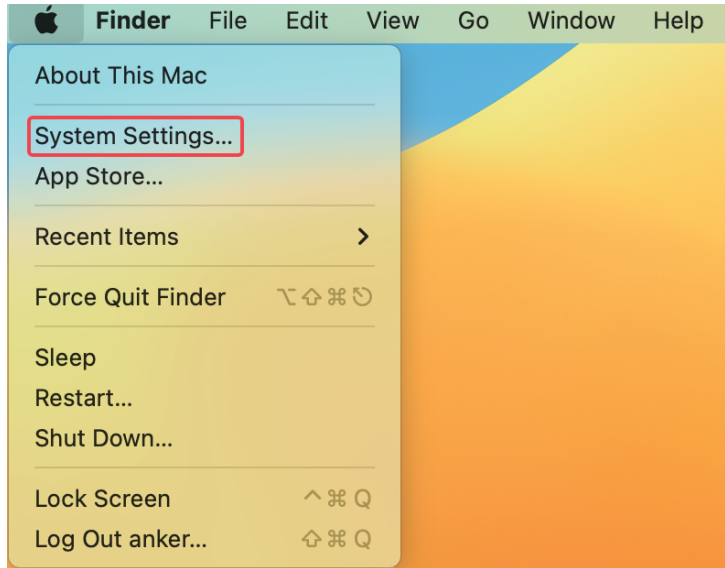 Finder File Edit View Go Window Help
About This Mac
System Settings...
App Store...
Recent Items
Force Quit Finder ⌥⇧⌘⎋
Sleep
Restart...
Shut Down...
Lock Screen ^⌘Q
Log Out anker... ⇧⌘Q